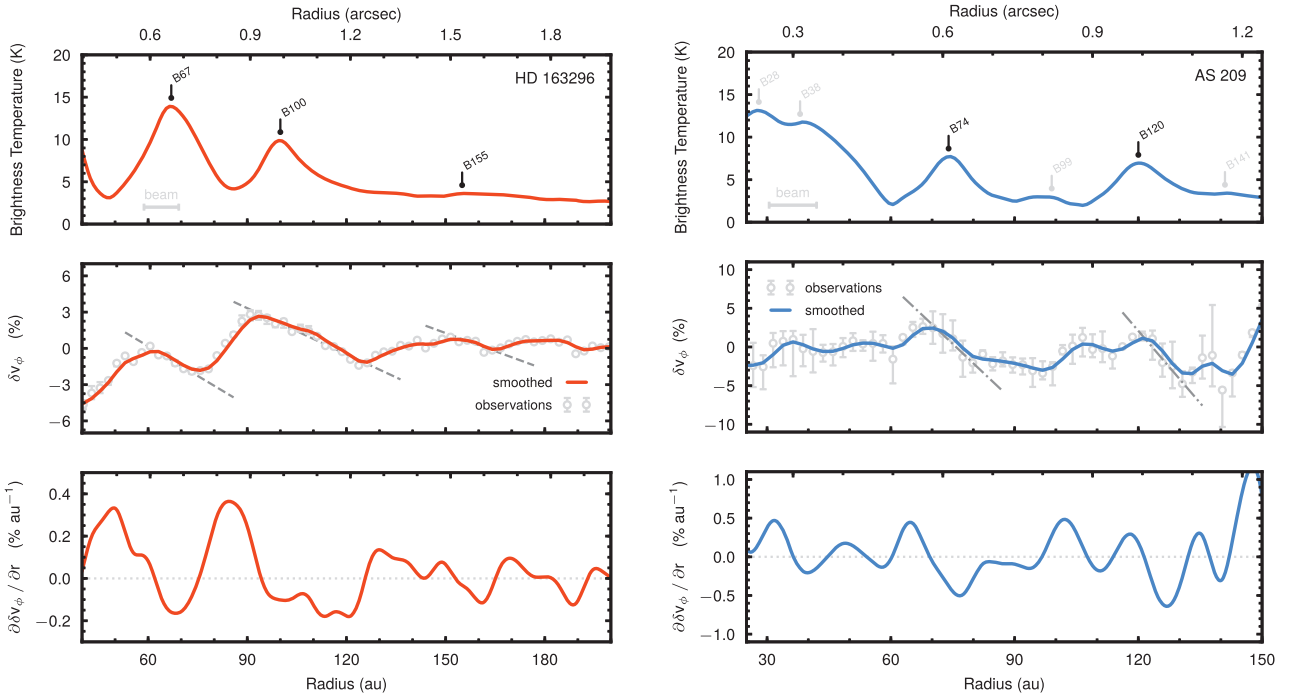 Radius (arcsec)
0.6 0.9 1.2 1.5 1.8
Brightness Temperature (K)
20
15
10
5
0
HD 163296
B67
B100
B155
beam
δvϕ (%)
6
3
0
−3
−6
smoothed
observations
∂δvϕ / ∂r (% au−1)
0.4
0.2
0.0
−0.2
60 90 120 150 180
Radius (au)
Radius (arcsec)
0.3 0.6 0.9 1.2
Brightness Temperature (K)
20
15
10
5
0
AS 209
B28
B38
B74
B99
B120
B141
beam
δvϕ (%)
10
5
0
−5
−10
observations
smoothed
∂δvϕ / ∂r (% au−1)
1.0
0.5
0.0
−0.5
−1.0
30 60 90 120 150
Radius (au)